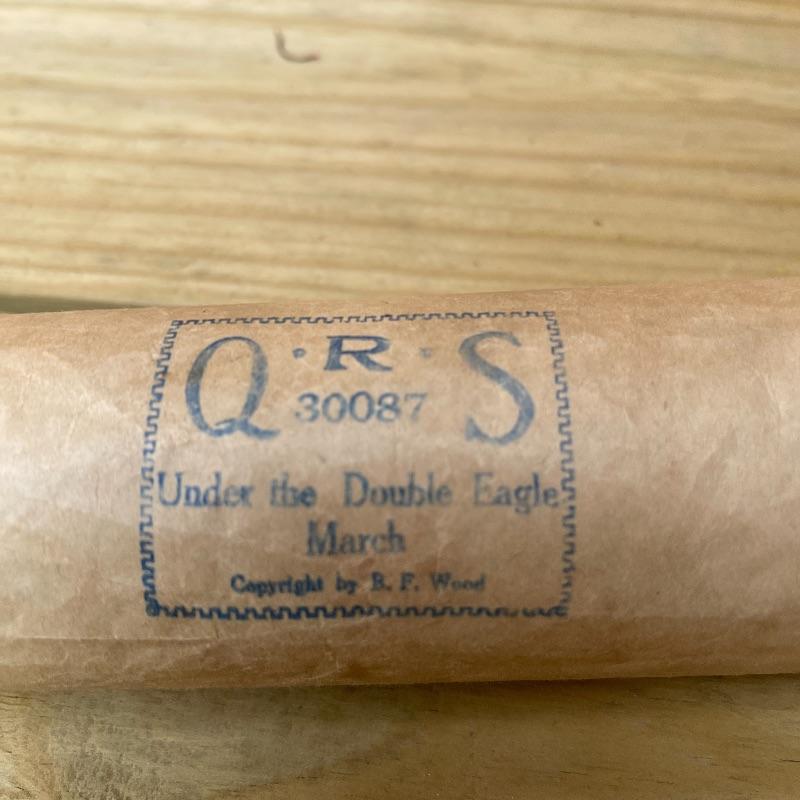 Q·R·S
30087
Under the Double Eagle
March
Copyright by B. F. Wood